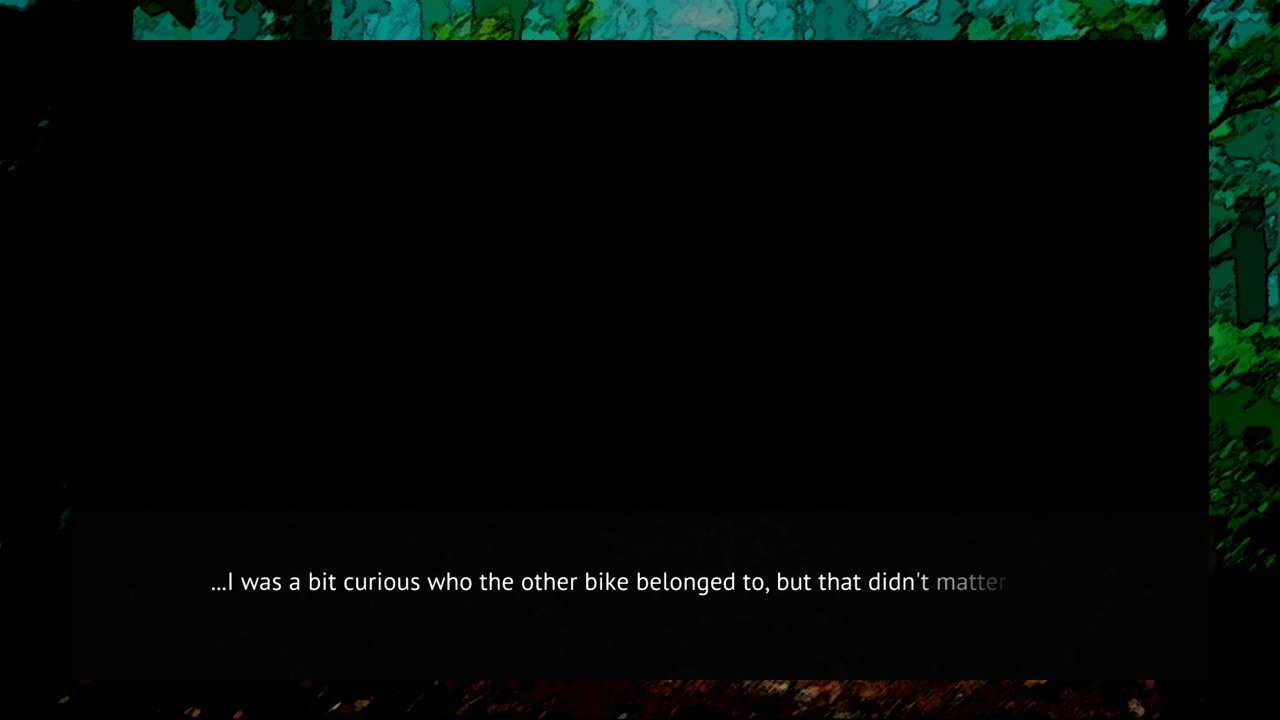 ...I was a bit curious who the other bike belonged to, but that didn't matter